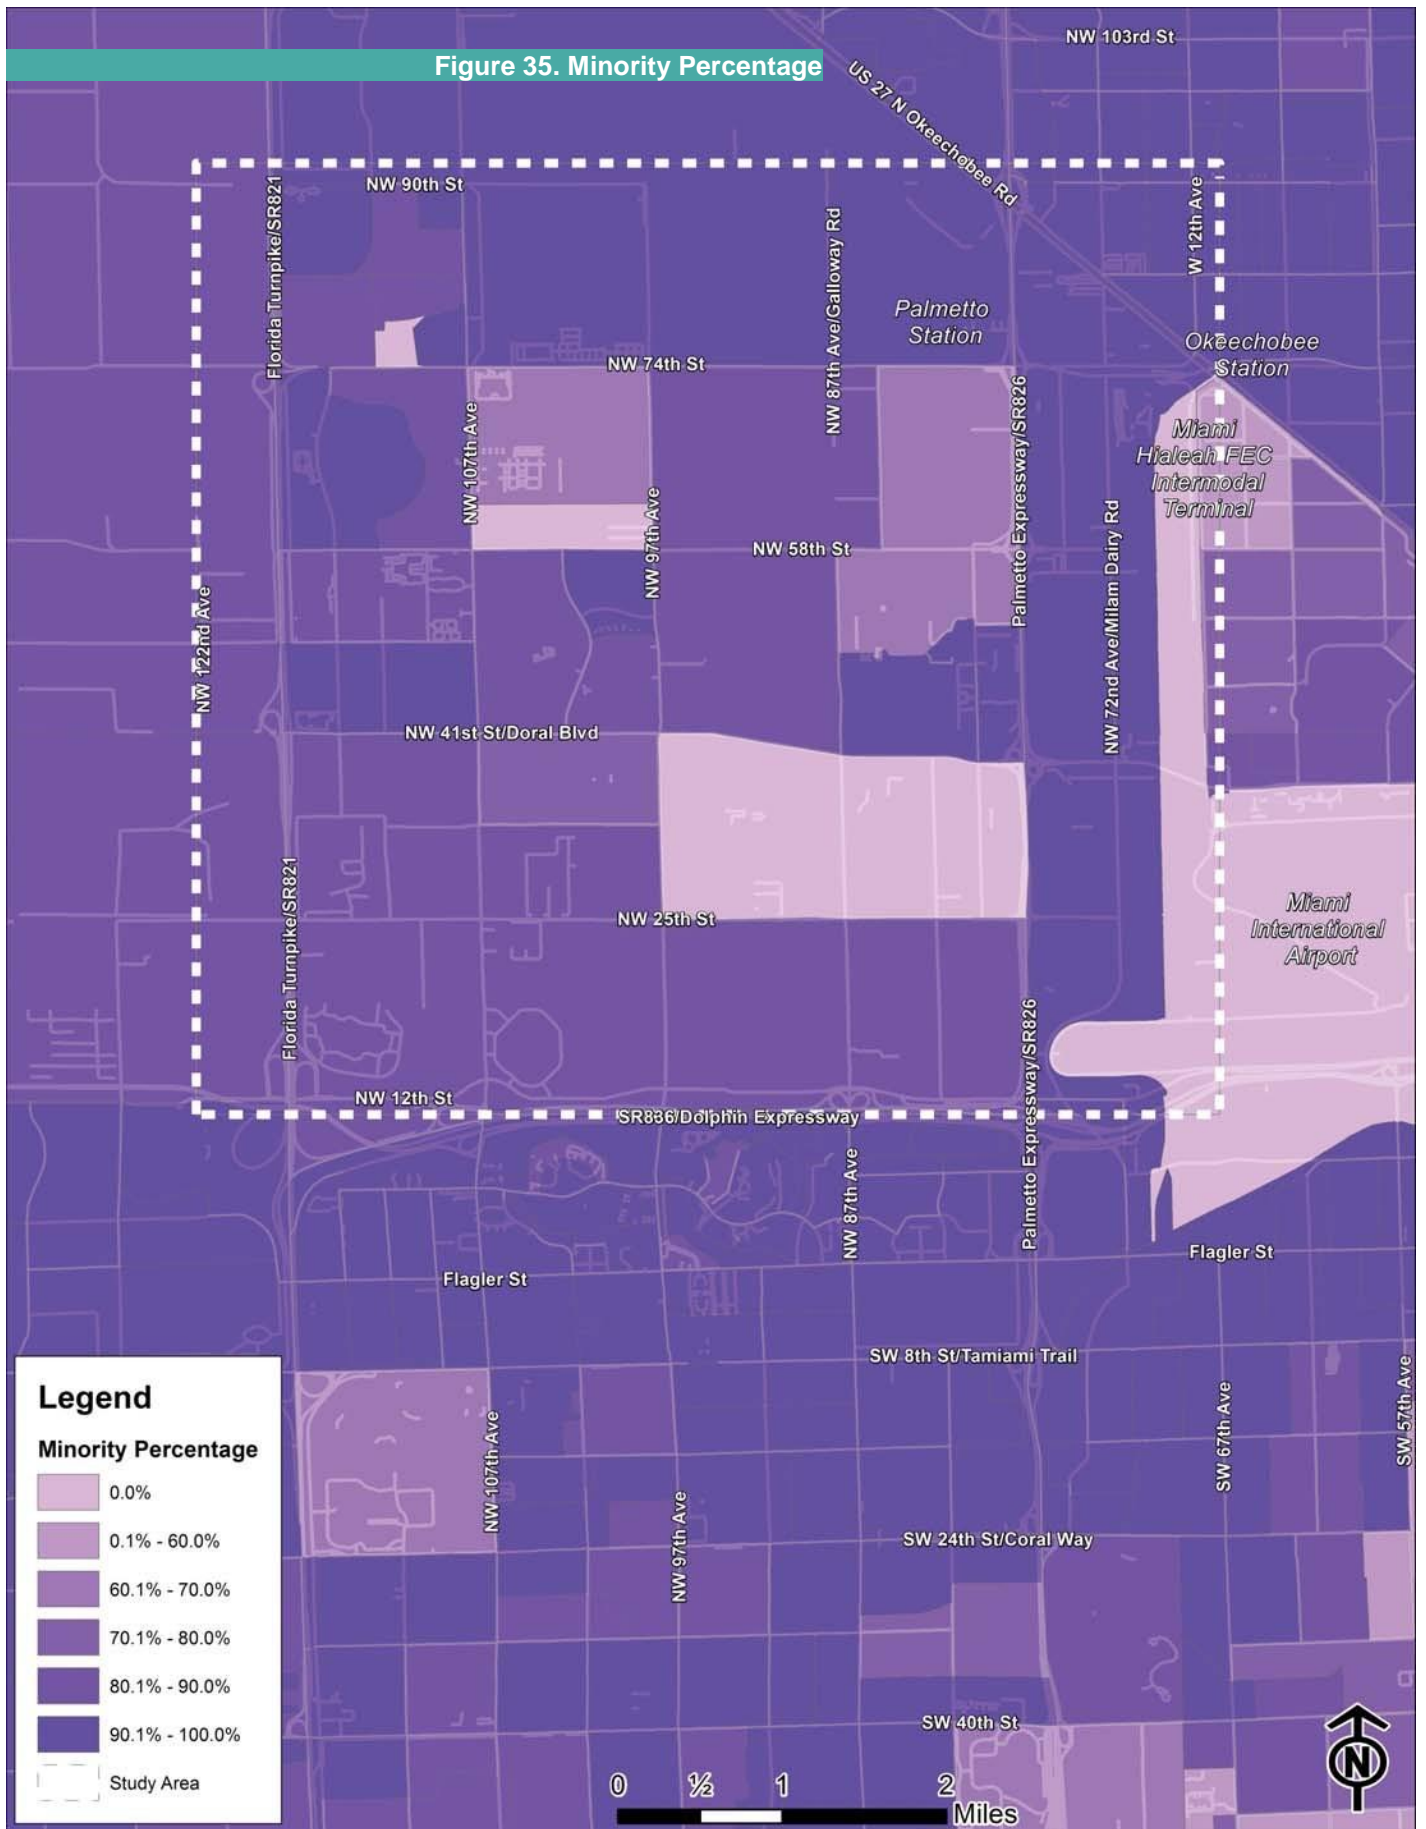 Figure 35. Minority Percentage
NW 103rd St
US 27 N Okeechobee Rd
NW 90th St
Florida Turnpike/SR821
NW 87th Ave/Galloway Rd
W 12th Ave
Palmetto
Station
Okeechobee
Station
NW 74th St
NW 107th Ave
Palmetto Expressway/SR826
Miami
Hialeah FEC
Intermodal
Terminal
NW 97th Ave
NW 58th St
NW 72nd Ave/Milam Dairy Rd
NW 122nd Ave
NW 41st St/Doral Blvd
Florida Turnpike/SR821
NW 25th St
Miami
International
Airport
Palmetto Expressway/SR826
NW 12th St
SR836/Dolphin Expressway
NW 87th Ave
Flagler St
Flagler St
SW 8th St/Tamiami Trail
SW 57th Ave
SW 67th Ave
NW 107th Ave
NW 97th Ave
SW 24th St/Coral Way
SW 40th St
Legend
Minority Percentage
0.0%
0.1% - 60.0%
60.1% - 70.0%
70.1% - 80.0%
80.1% - 90.0%
90.1% - 100.0%
Study Area
0 ½ 1 2
Miles
N